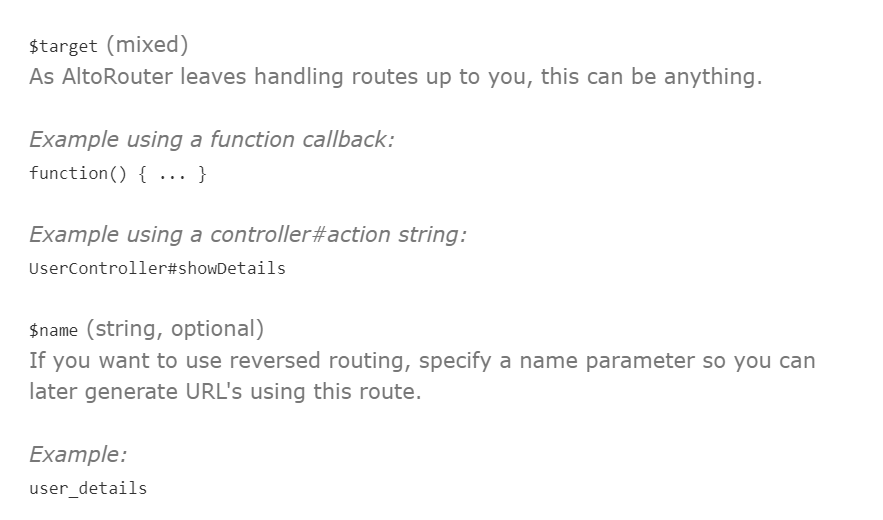 $target (mixed)
As AltoRouter leaves handling routes up to you, this can be anything.
Example using a function callback:
function() { ... }
Example using a controller#action string:
UserController#showDetails
$name (string, optional)
If you want to use reversed routing, specify a name parameter so you can
later generate URL's using this route.
Example:
user_details